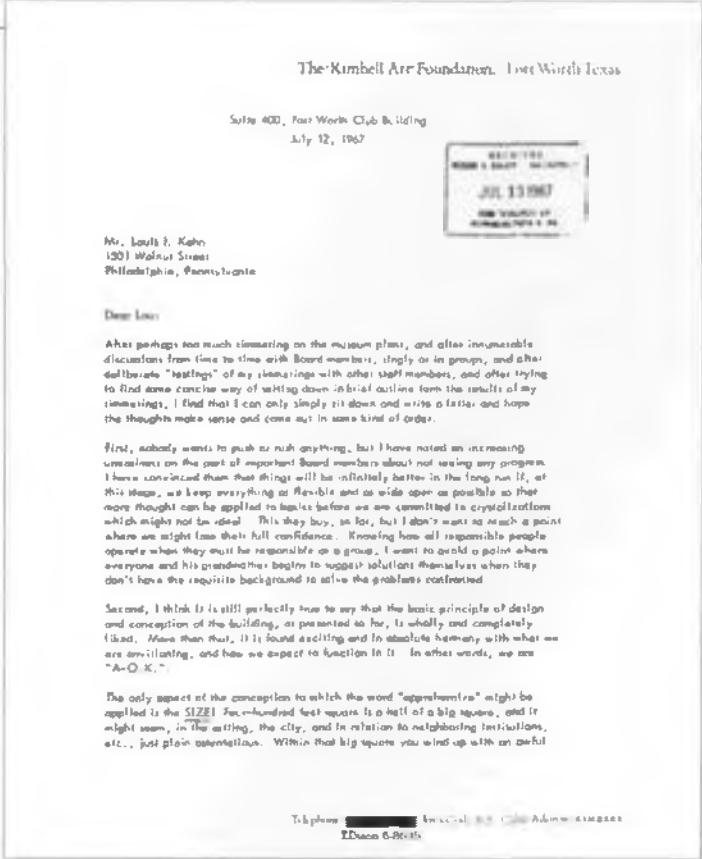 The Kimbell Art Foundation. Fort Worth Texas
Suite 400, Fort Worth Club Building
July 12, 1967
RECEIVED
JUL 13 1967
Mr. Louis I. Kahn
1501 Walnut Street
Philadelphia, Pennsylvania
Dear Lou:
After perhaps too much simmering on the museum plans, and after innumerable
discussions from time to time with Board members, singly or in groups, and after
deliberate "testings" of my simmerings with other staff members, and after trying
to find some concise way of setting down in brief outline form the results of my
simmerings, I find that I can only simply sit down and write a letter and hope
the thoughts make sense and come out in some kind of order.
First, nobody wants to push or rush anything, but I have noted an increasing
uneasiness on the part of important Board members about not seeing any program.
I have convinced them that things will be infinitely better in the long run if, at
this stage, we keep everything as flexible and as wide open as possible so that
more thought can be applied to basics before we are committed to crystallizations
which might not be ideal. This they buy, so far, but I don't want to reach a point
where we might lose their full confidence. Knowing how all responsible people
operate when they must be responsible as a group, I want to avoid a point where
everyone and his grandmother begin to suggest solutions themselves when they
don't have the requisite background to solve the problems confronted.
Second, I think it is still perfectly true to say that the basic principle of design
and conception of the building, as presented so far, is wholly and completely
liked. More than that, it is found exciting and in absolute harmony with what we
are envisioning, and how we expect to function in it. In other words, we are
"A-O.K.".
The only aspect of the conception to which the word "apprehensive" might be
applied is the SIZE! Four-hundred feet square is a hell of a big square, and it
might seem, in the setting, the city, and in relation to neighboring institutions,
etc., just plain ostentatious. Within that big square you wind up with an awful
Telephone